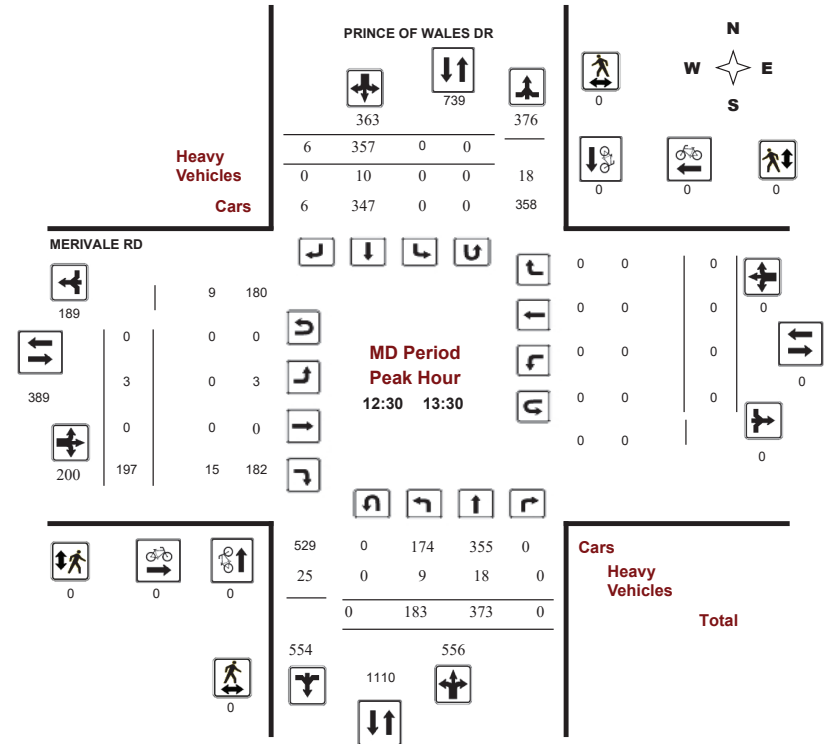 PRINCE OF WALES DR
N
W E
S
739
0
363 376
6 357 0 0
Heavy
Vehicles
0 10 0 0 18
Cars 6 347 0 0 358
0 0 0
MERIVALE RD
189
9 180
0 0 0
3 0 3
0 0 0
197 15 182
389
200
MD Period
Peak Hour
12:30 13:30
0 0 0
0 0 0
0 0 0
0 0 0
0 0
0
0
0
529 0 174 355 0 Cars
25 0 9 18 0 Heavy
Vehicles
0 183 373 0 Total
0 0 0
554 556
1110
0